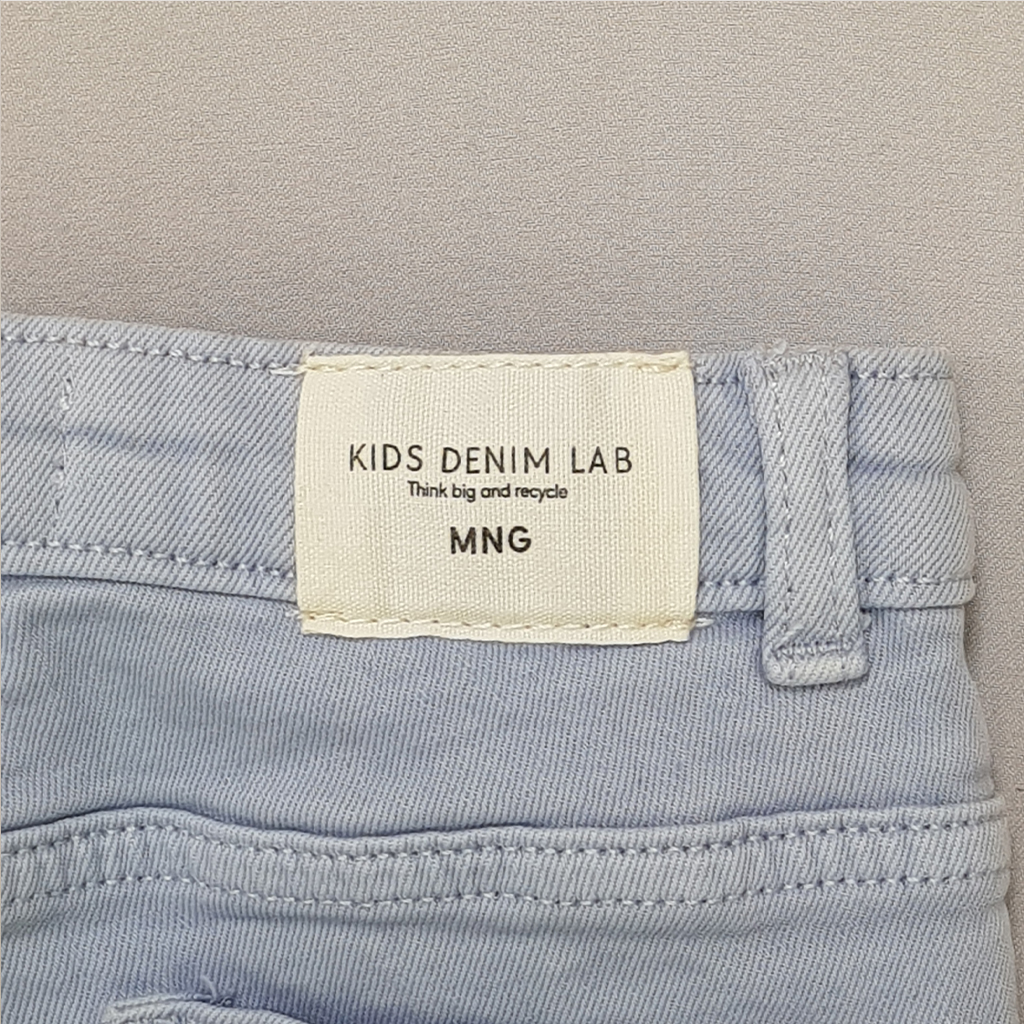 KIDS DENIM LAB
Think big and recycle
MNG